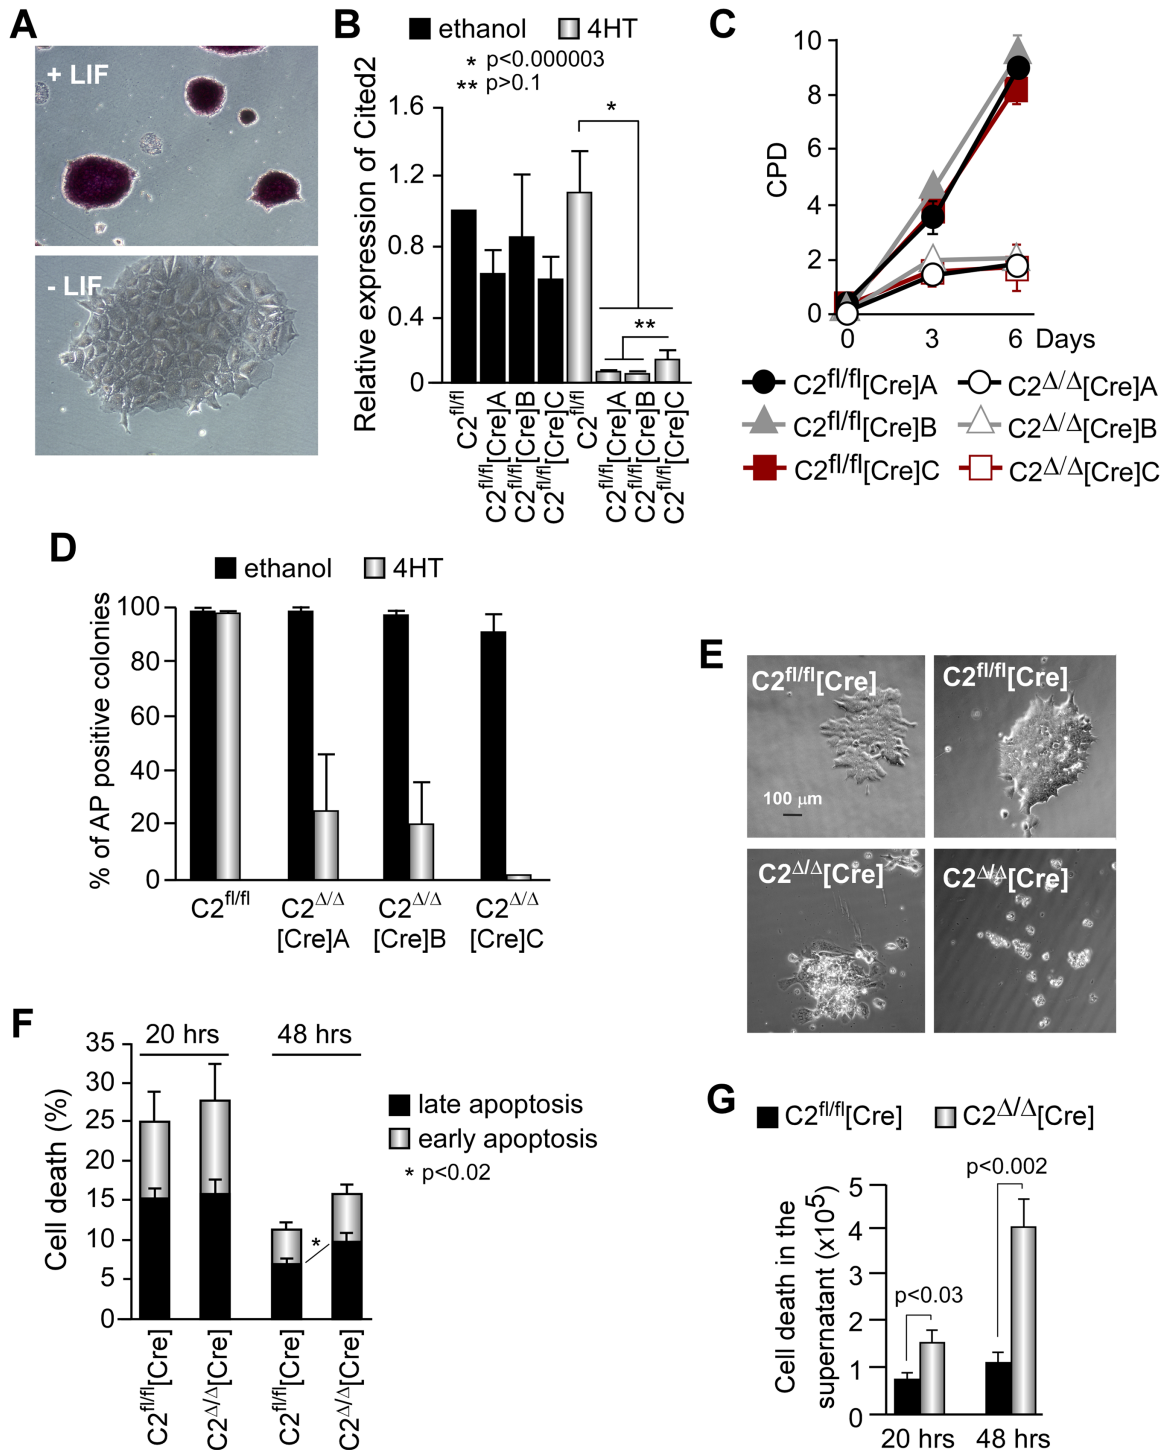 A
+ LIF
- LIF
B
ethanol 4HT
* p<0.000003
** p>0.1
Relative expression of Cited2
1.6
1.2
0.8
0.4
0
*
**
C2fl/fl
C2fl/fl[Cre]A
C2fl/fl[Cre]B
C2fl/fl[Cre]C
C2fl/fl
C2fl/fl[Cre]A
C2fl/fl[Cre]B
C2fl/fl[Cre]C
C
CPD
10
8
6
4
2
0
0 3 6 Days
C2fl/fl[Cre]A C2Δ/Δ[Cre]A
C2fl/fl[Cre]B C2Δ/Δ[Cre]B
C2fl/fl[Cre]C C2Δ/Δ[Cre]C
D
ethanol 4HT
% of AP positive colonies
100
80
60
40
20
0
C2fl/fl C2Δ/Δ C2Δ/Δ C2Δ/Δ
[Cre]A [Cre]B [Cre]C
E
C2fl/fl[Cre] C2fl/fl[Cre]
100 µm
C2Δ/Δ[Cre] C2Δ/Δ[Cre]
F
20 hrs 48 hrs
Cell death (%)
35
30
25
20
15
10
5
0
*
late apoptosis
early apoptosis
* p<0.02
C2fl/fl[Cre]
C2Δ/Δ[Cre]
C2fl/fl[Cre]
C2Δ/Δ[Cre]
G
C2fl/fl[Cre] C2Δ/Δ[Cre]
p<0.002
p<0.03
Cell death in the
supernatant (x105)
5
4
3
2
1
0
20 hrs 48 hrs